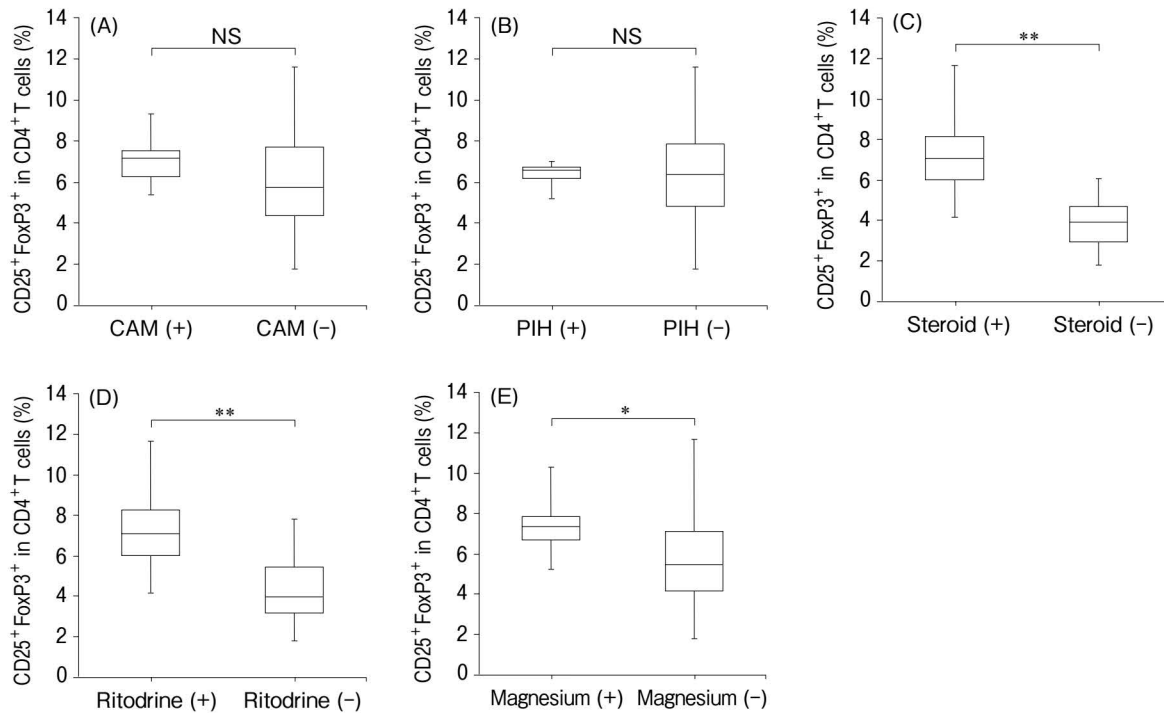 (A)
CD25⁺FoxP3⁺ in CD4⁺T cells (%)
14
12
10
8
6
4
2
0
NS
CAM (+) CAM (−)
(B)
CD25⁺FoxP3⁺ in CD4⁺T cells (%)
14
12
10
8
6
4
2
0
NS
PIH (+) PIH (−)
(C)
CD25⁺FoxP3⁺ in CD4⁺T cells (%)
14
12
10
8
6
4
2
0
**
Steroid (+) Steroid (−)
(D)
CD25⁺FoxP3⁺ in CD4⁺T cells (%)
14
12
10
8
6
4
2
0
**
Ritodrine (+) Ritodrine (−)
(E)
CD25⁺FoxP3⁺ in CD4⁺T cells (%)
14
12
10
8
6
4
2
0
*
Magnesium (+) Magnesium (−)